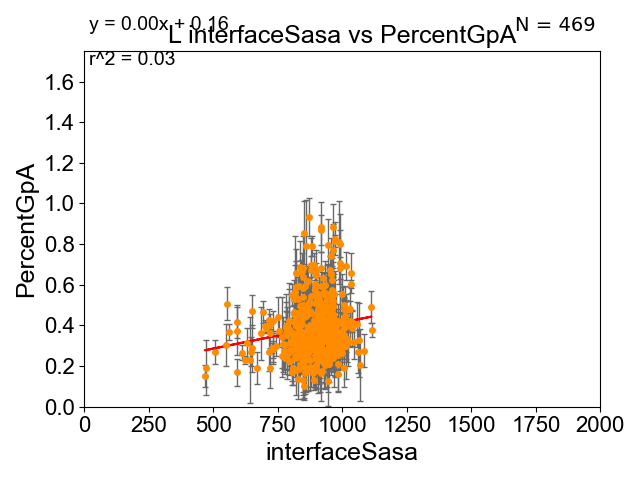 y = 0.00x + 0.16
L interfaceSasa vs PercentGpA
N = 469
r^2 = 0.03
PercentGpA
1.6
1.4
1.2
1.0
0.8
0.6
0.4
0.2
0.0
0 250 500 750 1000 1250 1500 1750 2000
interfaceSasa